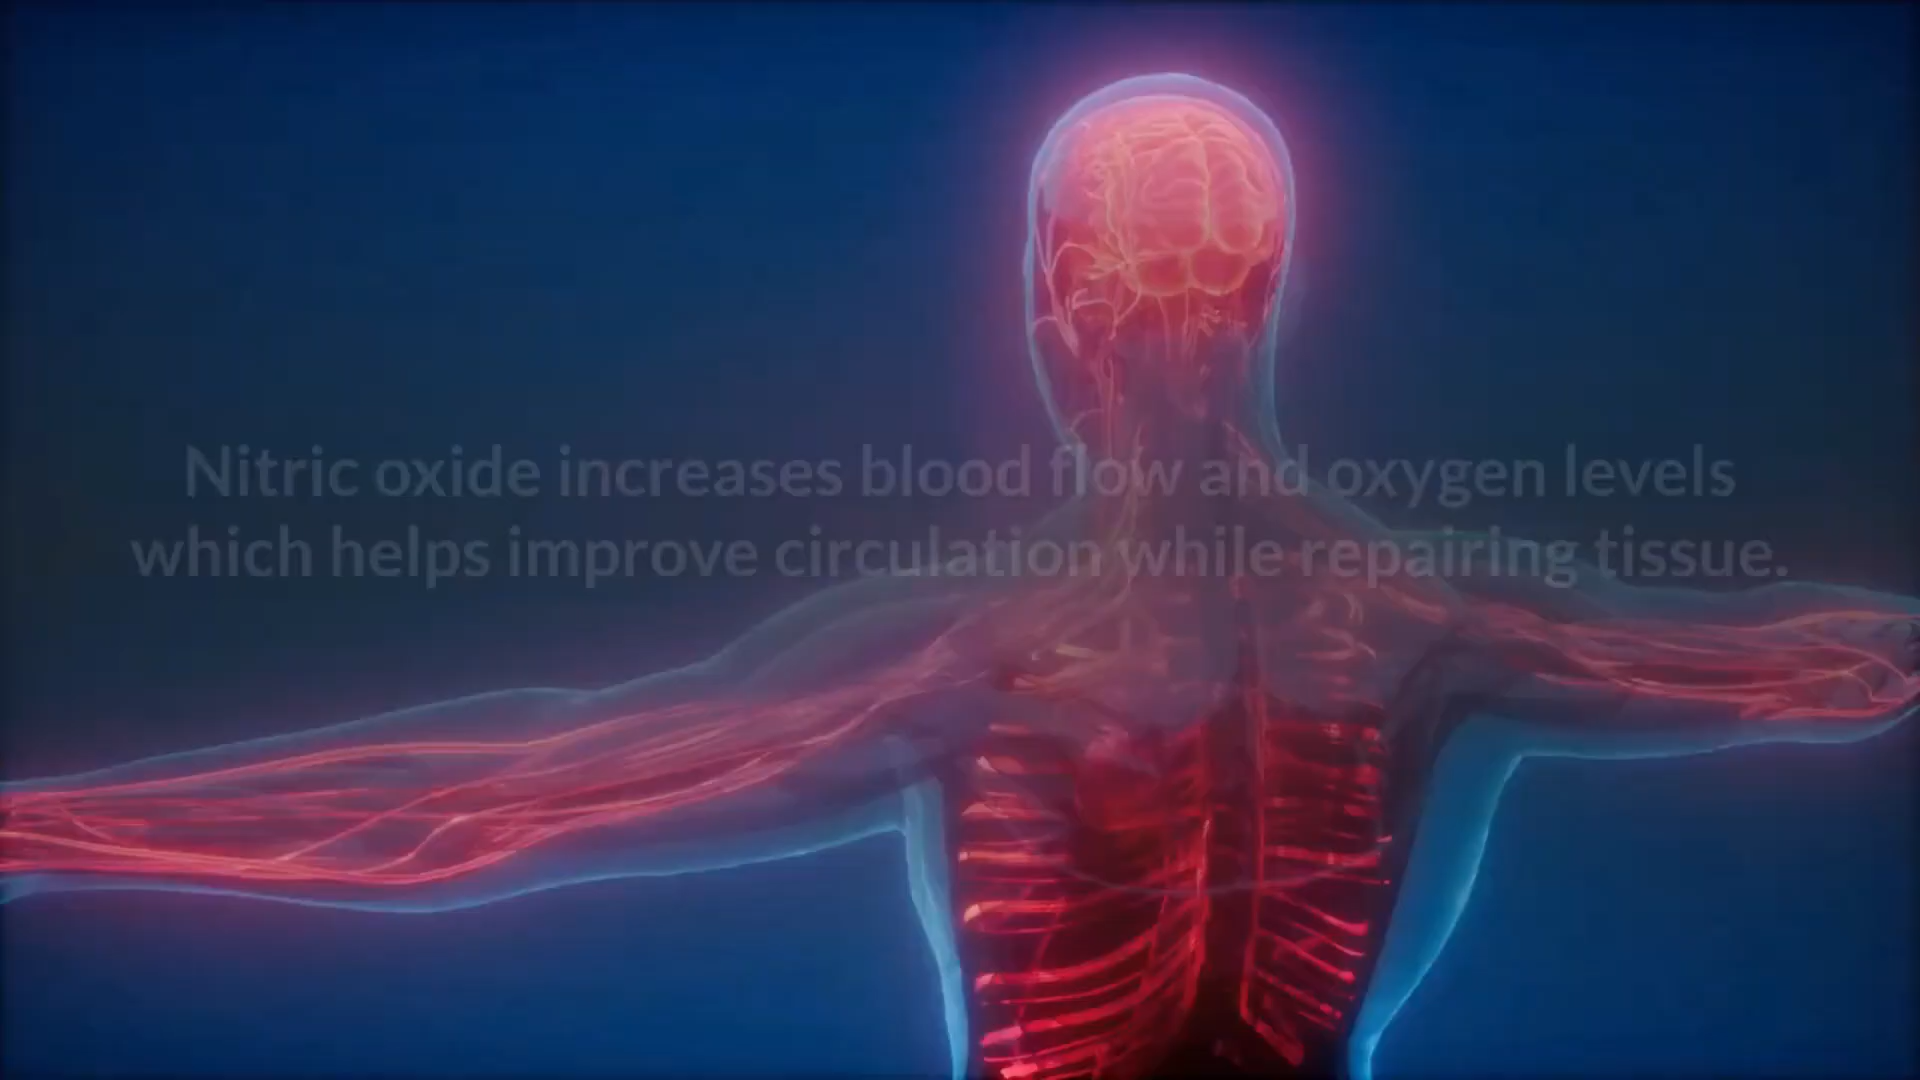 Nitric oxide increases blood flow and oxygen levels
which helps improve circulation while repairing tissue.